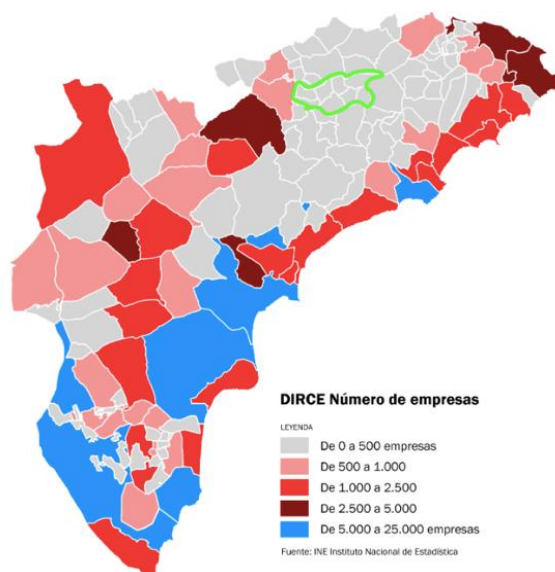 DIRCE Número de empresas
LEYENDA
De 0 a 500 empresas
De 500 a 1.000
De 1.000 a 2.500
De 2.500 a 5.000
De 5.000 a 25.000 empresas
Fuente: INE Instituto Nacional de Estadística